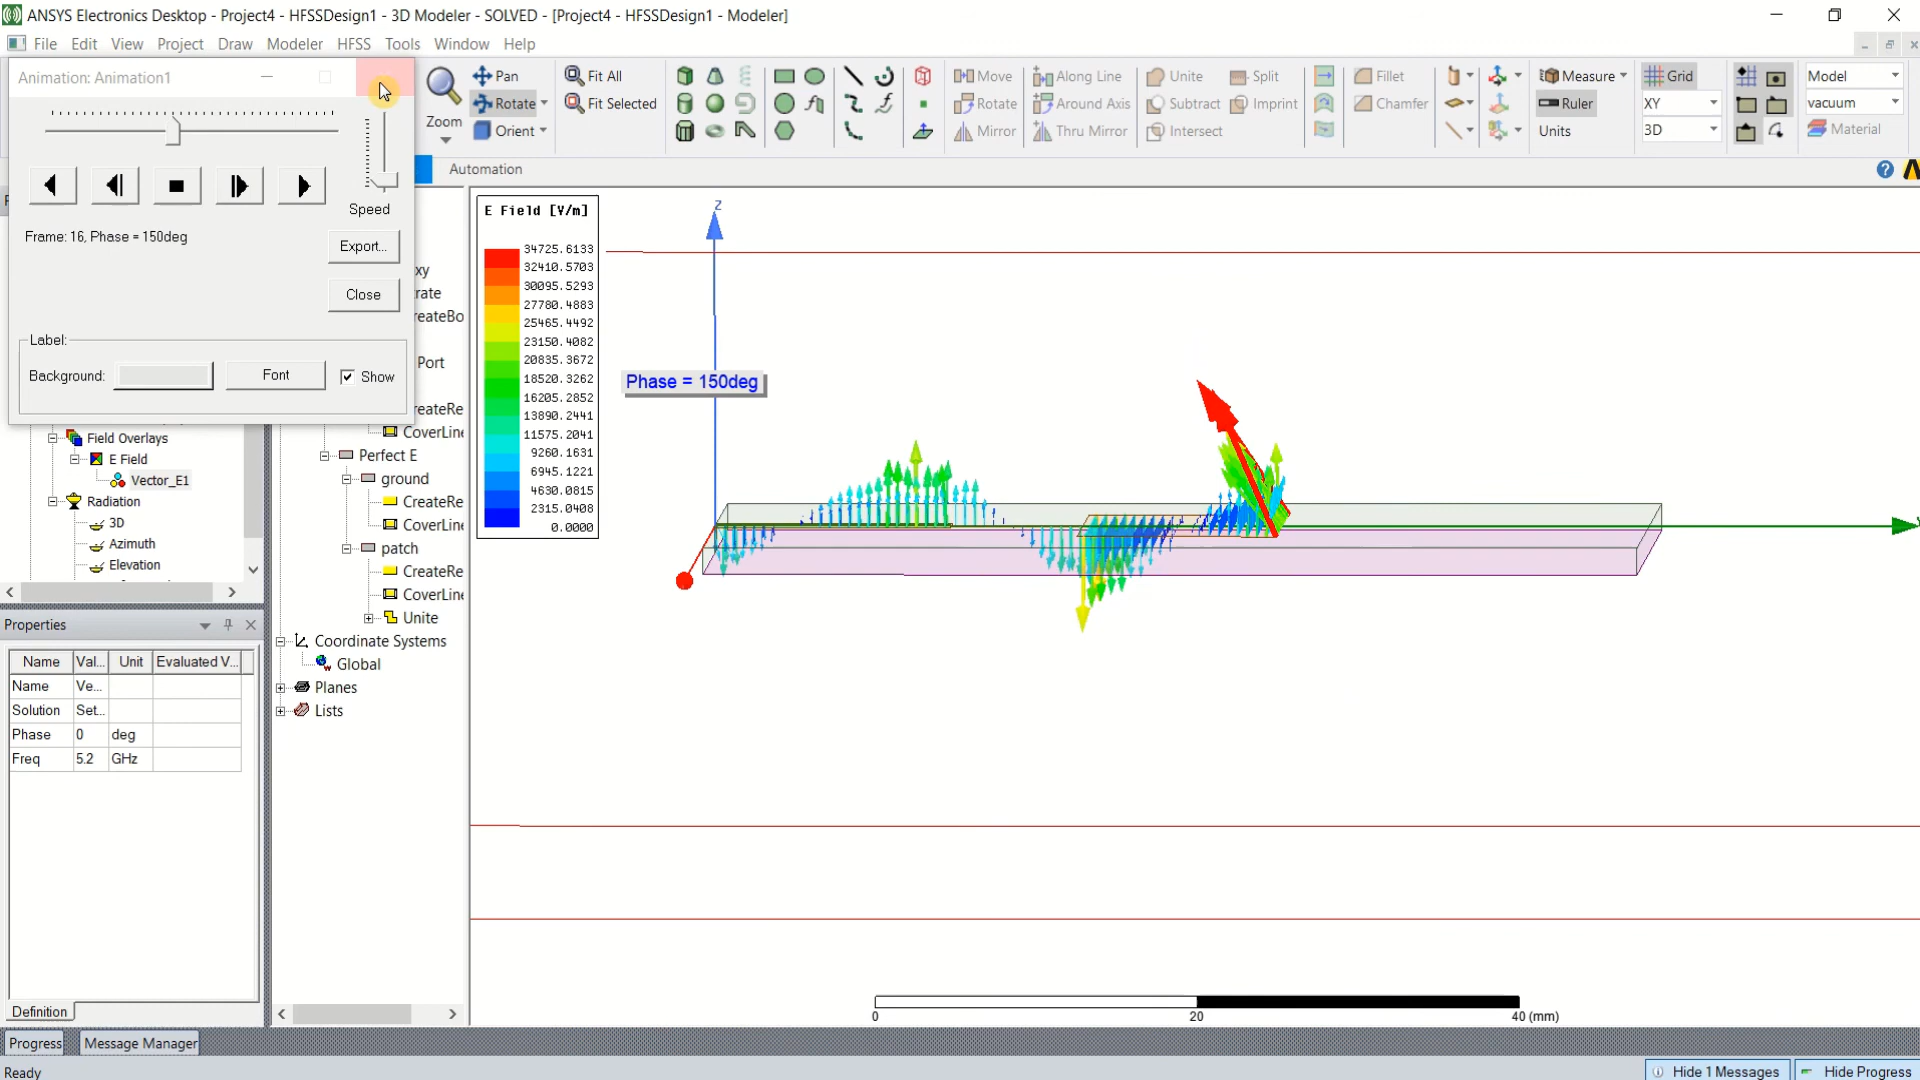 ANSYS Electronics Desktop - Project4 - HFSSDesign1 - 3D Modeler - SOLVED - [Project4 - HFSSDesign1 - Modeler]
File Edit View Project Draw Modeler HFSS Tools Window Help
Animation: Animation1
Frame: 16, Phase = 150deg
Speed
Export...
Close
Label:
Background:
Font
Show
Zoom
Pan
Rotate
Orient
Fit All
Fit Selected
Move
Rotate
Mirror
Along Line
Around Axis
Thru Mirror
Unite
Subtract
Intersect
Split
Imprint
Fillet
Chamfer
Measure
Ruler
Units
Grid
XY
3D
Model
vacuum
Material
Automation
E Field [V/m]
34725.6133
32410.5703
30095.5293
27780.4883
25465.4492
23150.4082
20835.3672
18520.3262
16205.2852
13890.2441
11575.2041
9260.1631
6945.1221
4630.0815
2315.0408
0.0000
Phase = 150deg
Z
0
20
40 (mm)
Field Overlays
E Field
Vector_E1
Radiation
3D
Azimuth
Elevation
xy
rate
reateBo
Port
reateRe
CoverLine
Perfect E
ground
CreateRe
CoverLine
patch
CreateRe
CoverLine
Unite
Coordinate Systems
Global
Planes
Lists
Properties
Name Val... Unit Evaluated V...
Name Ve...
Solution Set...
Phase 0 deg
Freq 5.2 GHz
Definition
Progress
Message Manager
Ready
Hide 1 Messages
Hide Progress